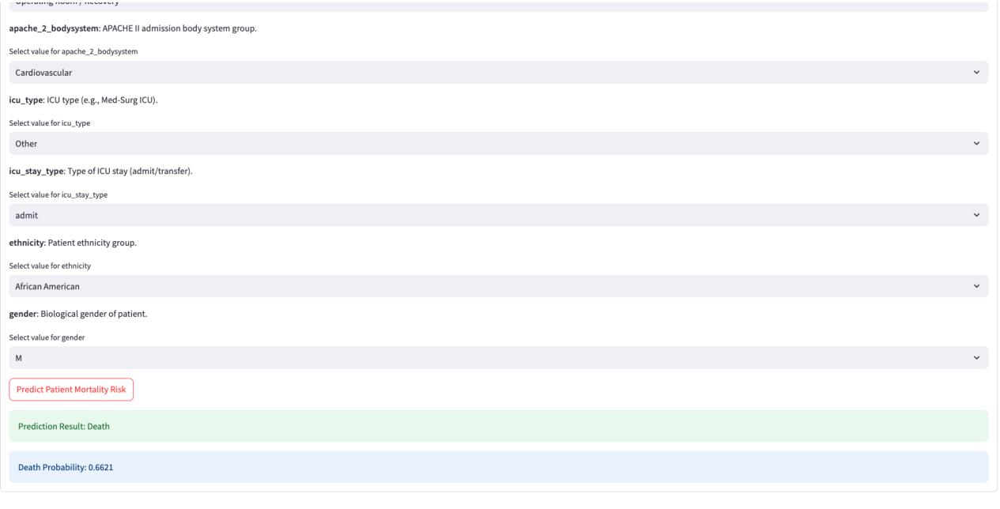 Operating Room / Recovery
apache_2_bodysystem: APACHE II admission body system group.
Select value for apache_2_bodysystem
Cardiovascular
icu_type: ICU type (e.g., Med-Surg ICU).
Select value for icu_type
Other
icu_stay_type: Type of ICU stay (admit/transfer).
Select value for icu_stay_type
admit
ethnicity: Patient ethnicity group.
Select value for ethnicity
African American
gender: Biological gender of patient.
Select value for gender
M
Predict Patient Mortality Risk
Prediction Result: Death
Death Probability: 0.6621